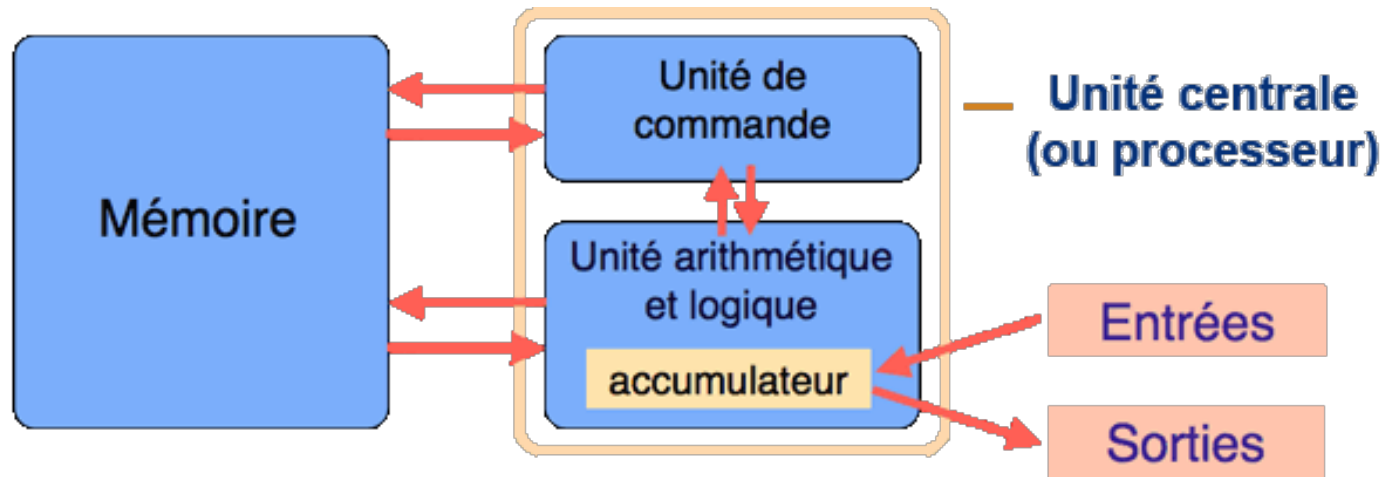 Mémoire
Unité de
commande
Unité arithmétique
et logique
accumulateur
Unité centrale
(ou processeur)
Entrées
Sorties